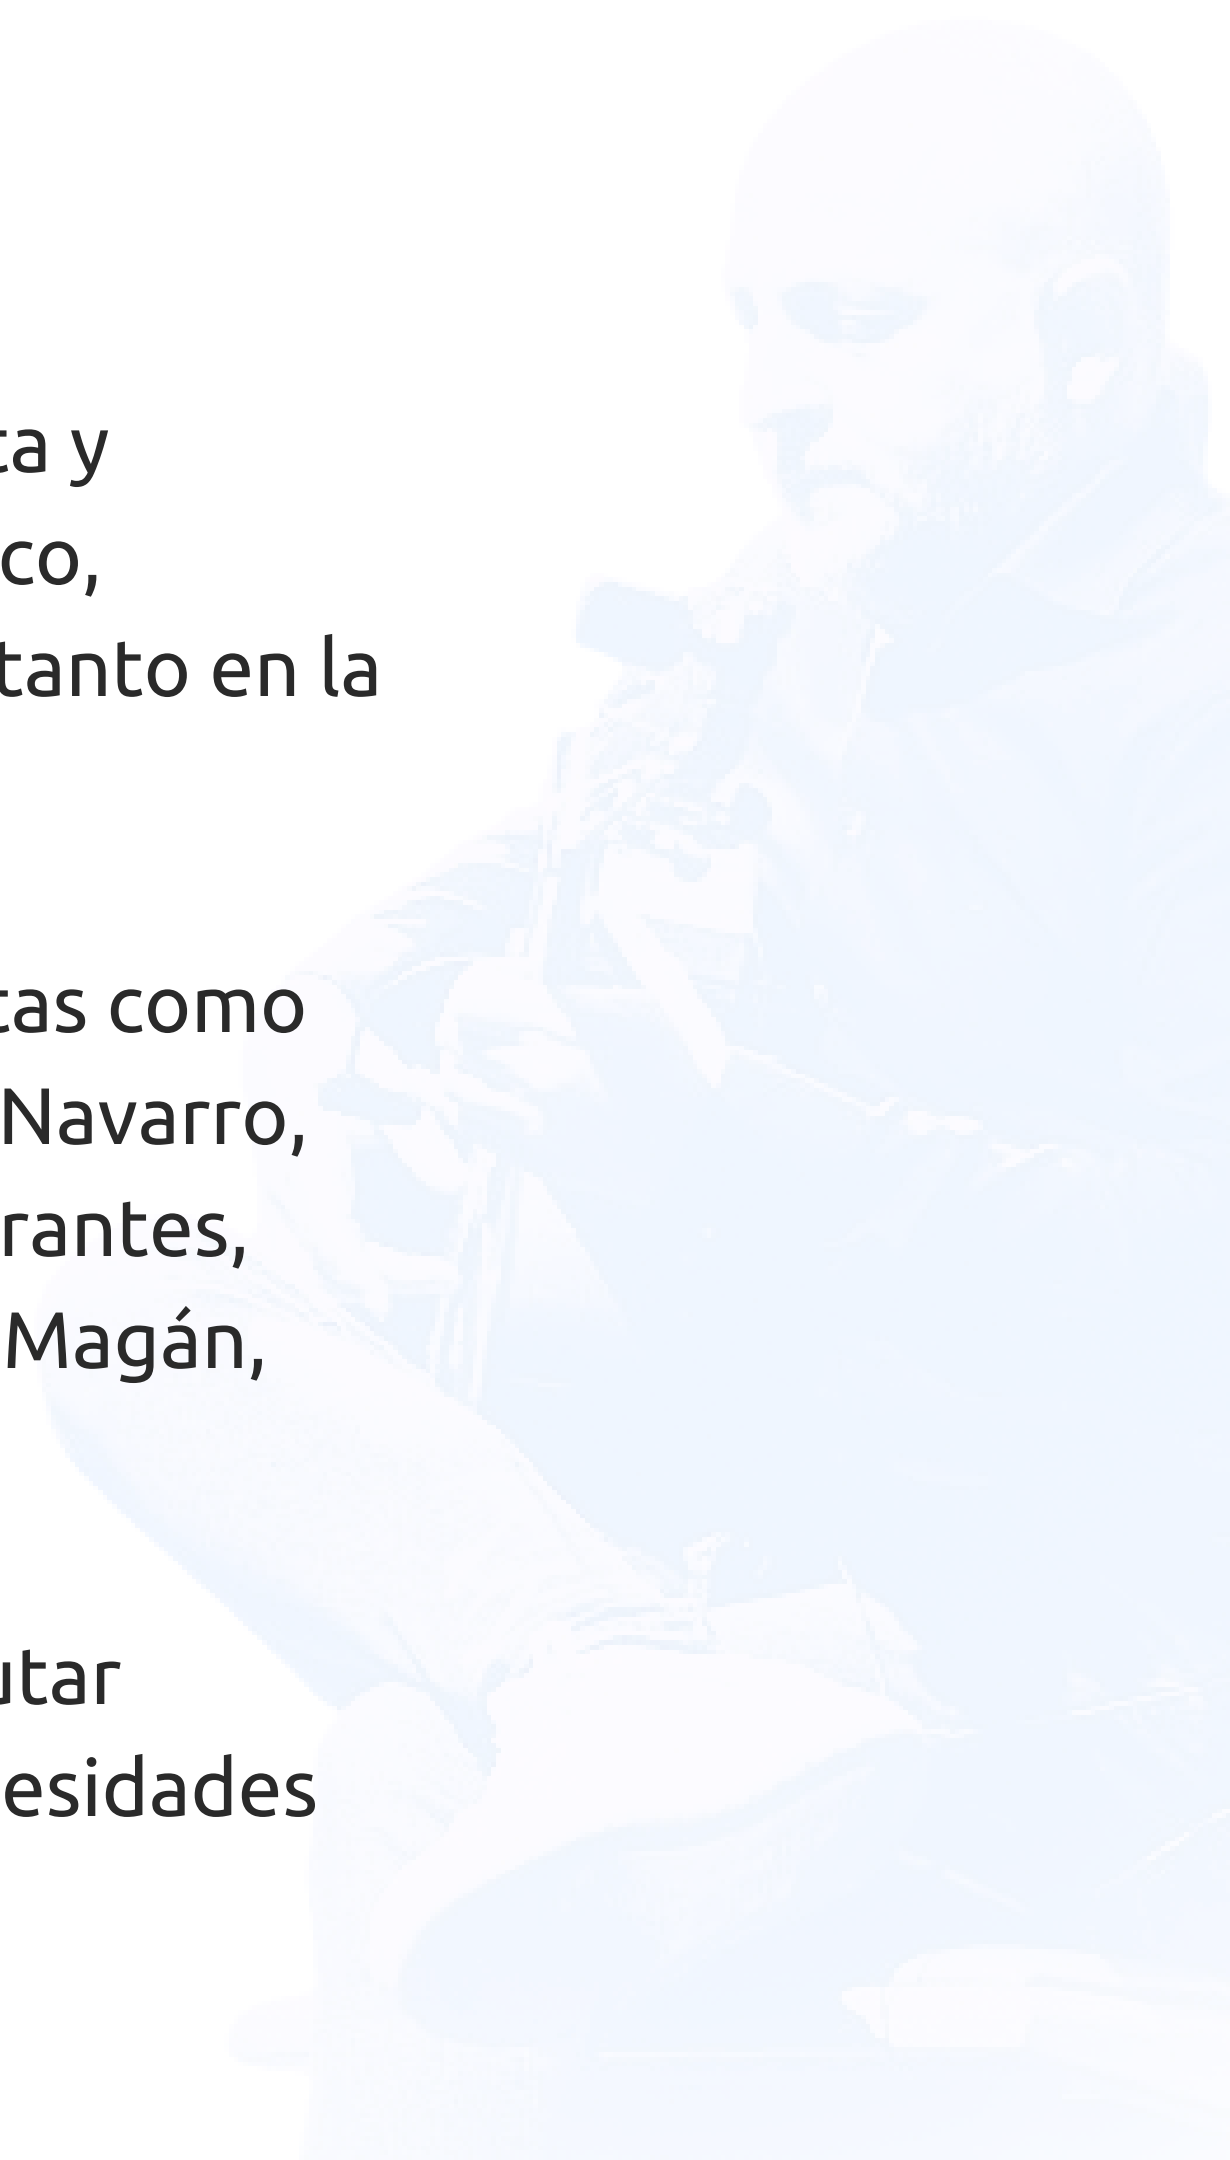 ta y
co,
tanto en la
tas como
Navarro,
rantes,
Magán,
utar
esidades